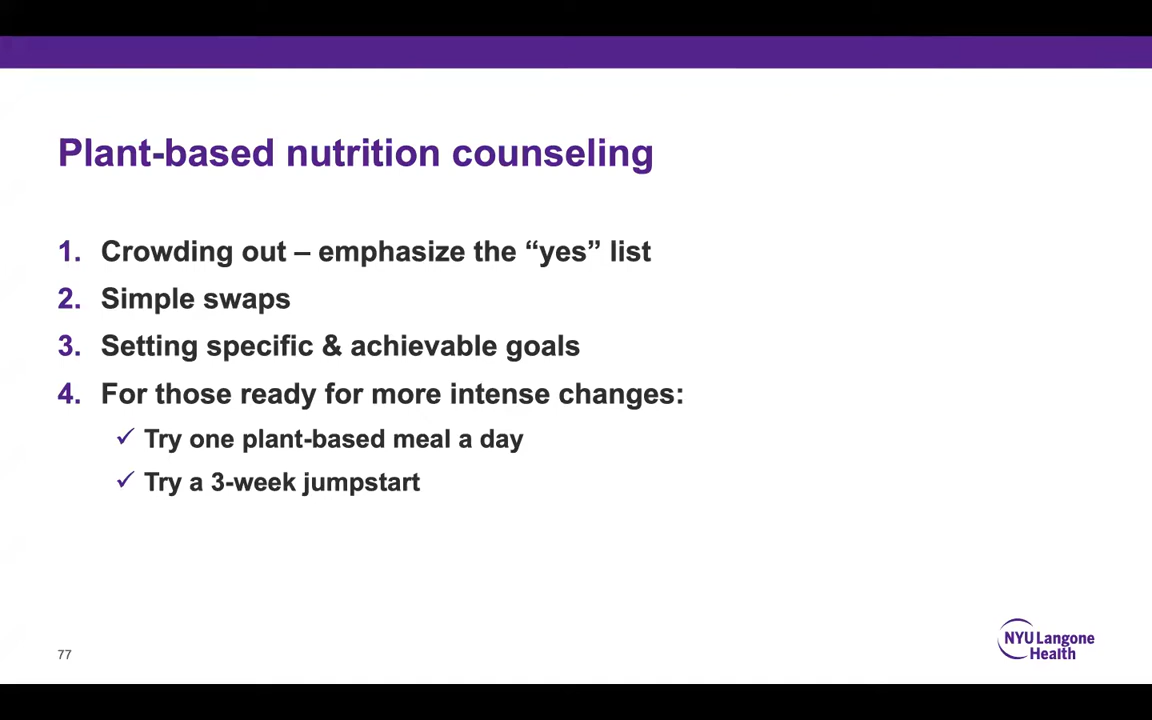 Plant-based nutrition counseling
1. Crowding out – emphasize the “yes” list
2. Simple swaps
3. Setting specific & achievable goals
4. For those ready for more intense changes:
✓ Try one plant-based meal a day
✓ Try a 3-week jumpstart
77
NYU Langone
Health